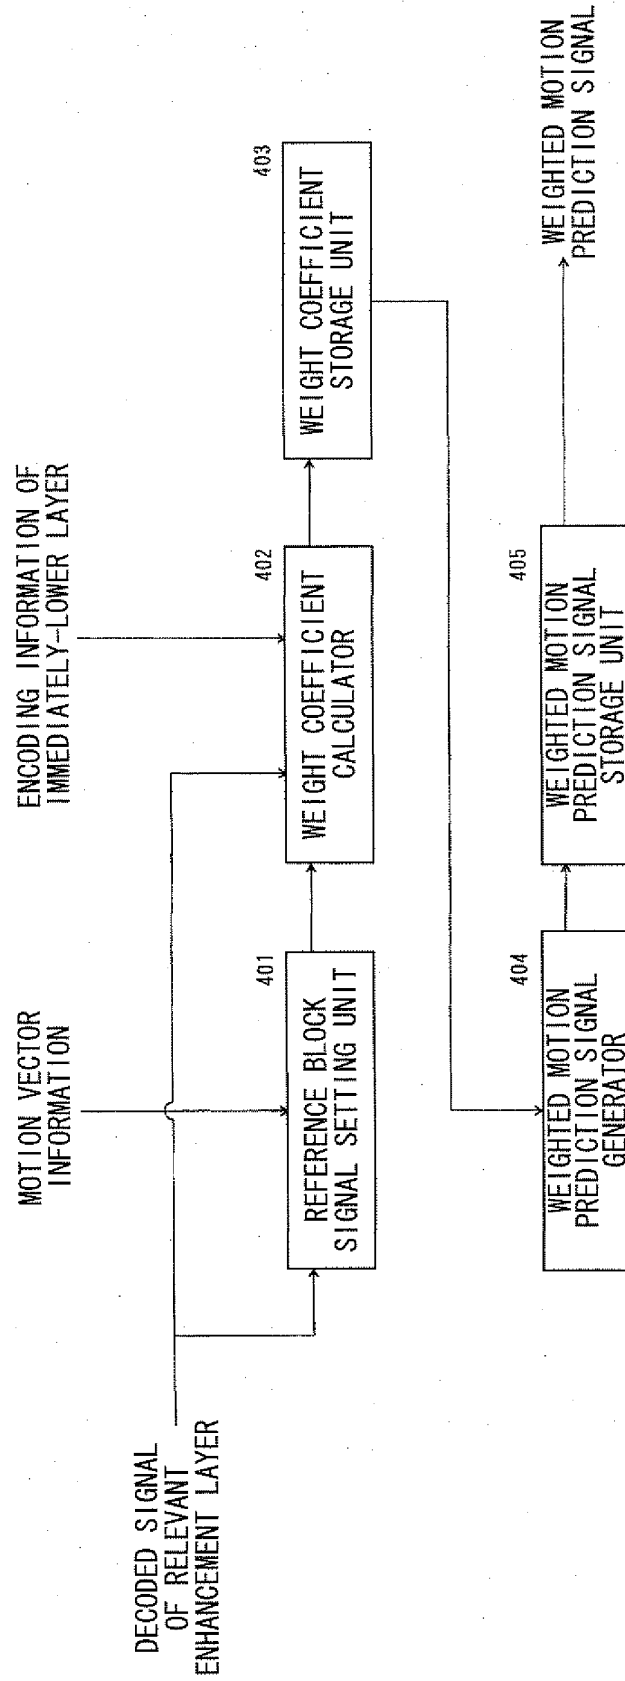 MOTION VECTOR
INFORMATION
ENCODING INFORMATION OF
IMMEDIATELY-LOWER LAYER
DECODED SIGNAL
OF RELEVANT
ENHANCEMENT LAYER
401
REFERENCE BLOCK
SIGNAL SETTING UNIT
402
WEIGHT COEFFICIENT
CALCULATOR
403
WEIGHT COEFFICIENT
STORAGE UNIT
404
WEIGHTED MOTION
PREDICTION SIGNAL
GENERATOR
405
WEIGHTED MOTION
PREDICTION SIGNAL
STORAGE UNIT
WEIGHTED MOTION
PREDICTION SIGNAL